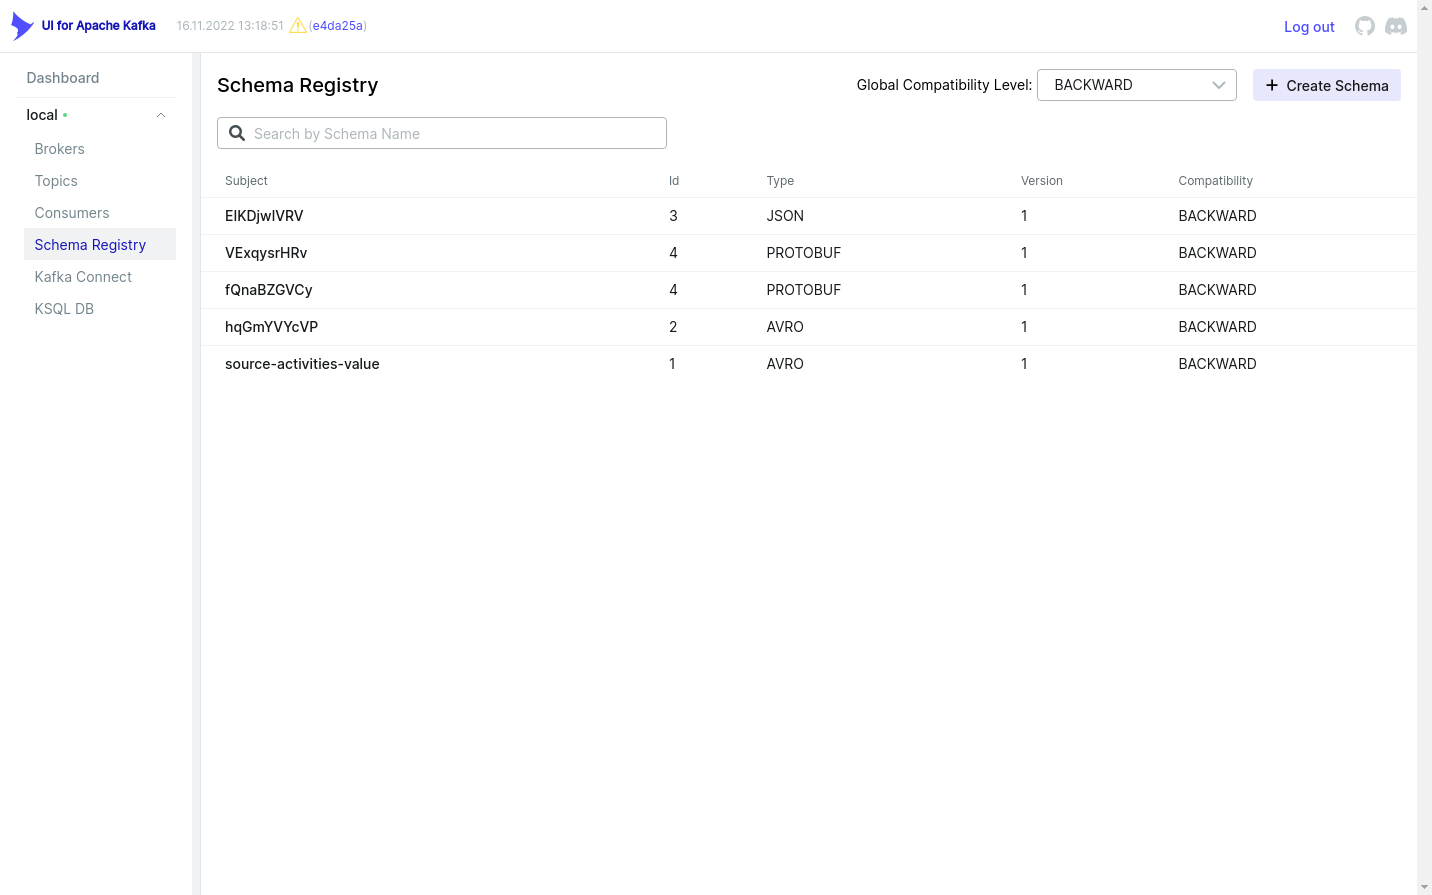 UI for Apache Kafka 16.11.2022 13:18:51 (e4da25a) Log out
Dashboard
local
Brokers
Topics
Consumers
Schema Registry
Kafka Connect
KSQL DB
Schema Registry Global Compatibility Level: BACKWARD Create Schema
Search by Schema Name
Subject Id Type Version Compatibility
EIKDjwIVRV 3 JSON 1 BACKWARD
VExqysrHRv 4 PROTOBUF 1 BACKWARD
fQnaBZGVCy 4 PROTOBUF 1 BACKWARD
hqGmYVYcVP 2 AVRO 1 BACKWARD
source-activities-value 1 AVRO 1 BACKWARD